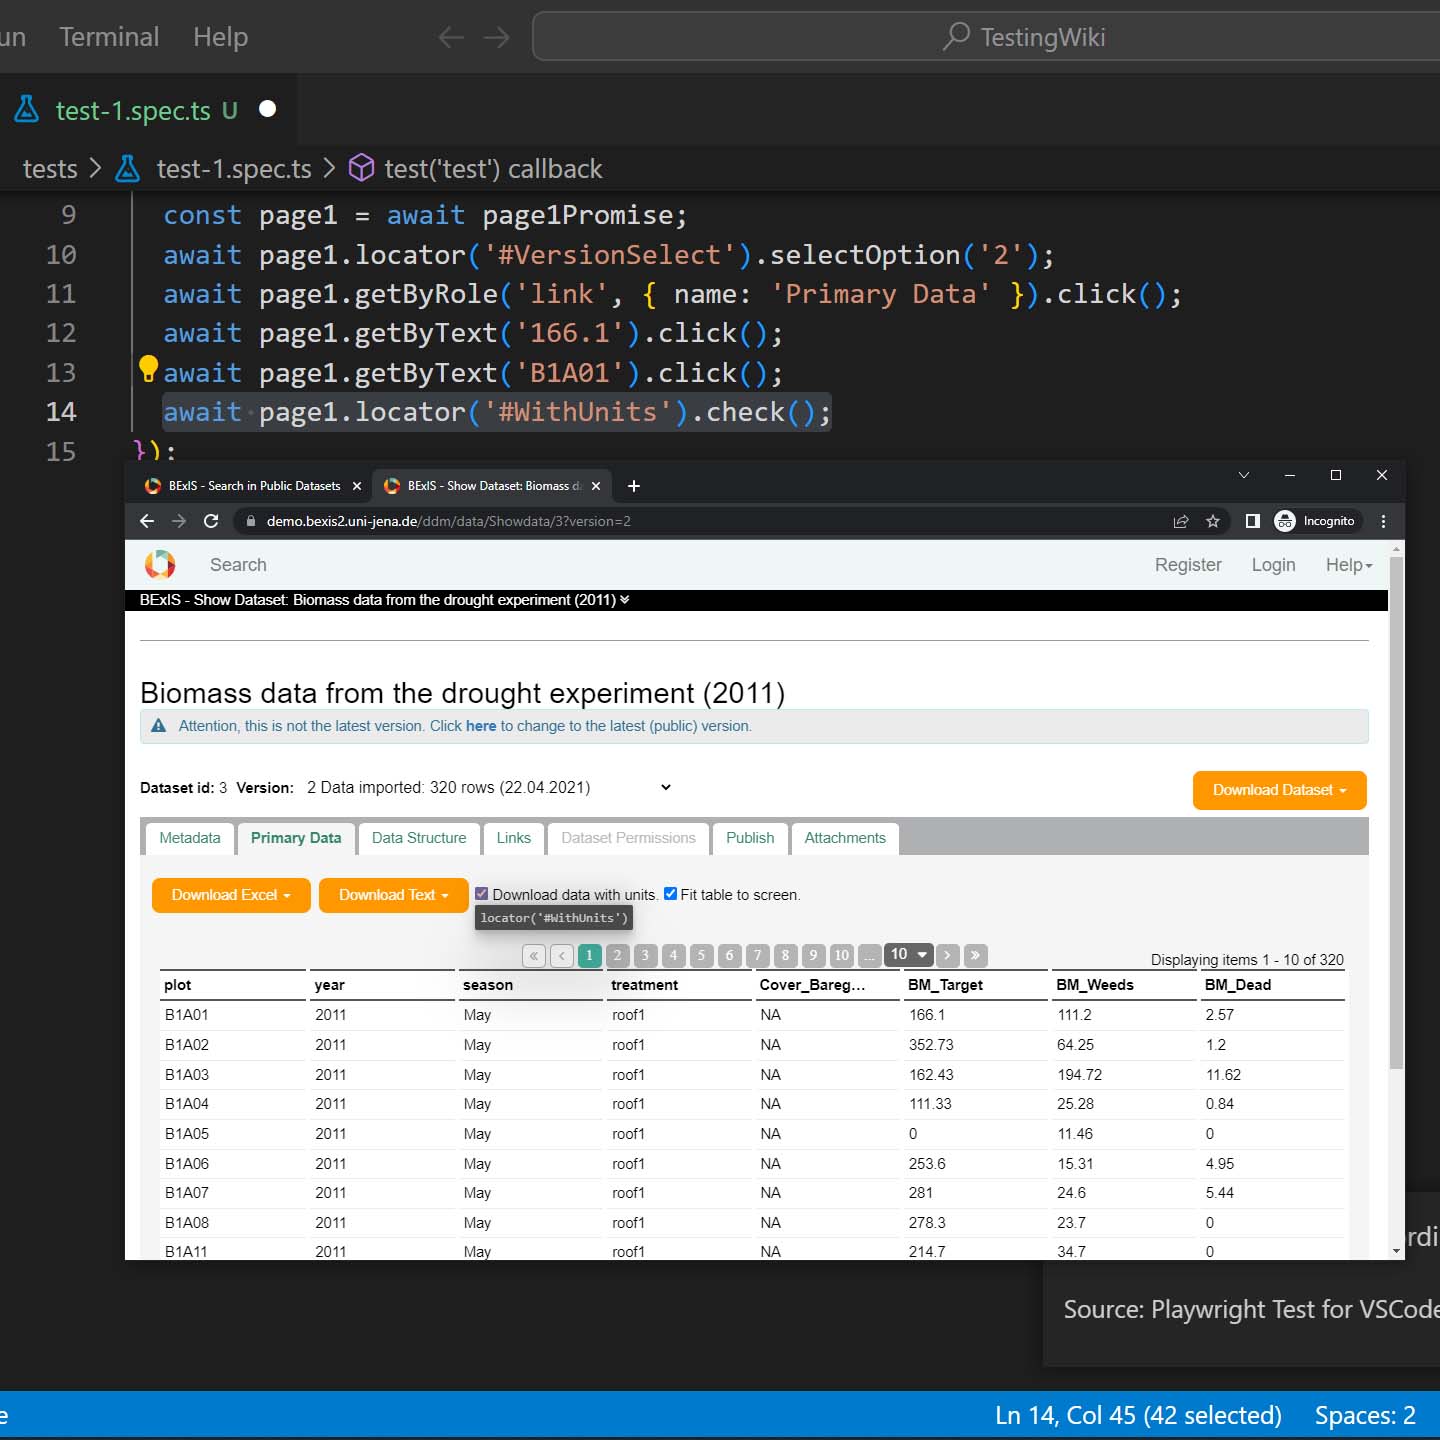 un Terminal Help TestingWiki
test-1.spec.ts U
tests > test-1.spec.ts > test('test') callback
9 const page1 = await page1Promise;
10 await page1.locator('#VersionSelect').selectOption('2');
11 await page1.getByRole('link', { name: 'Primary Data' }).click();
12 await page1.getByText('166.1').click();
13 await page1.getByText('B1A01').click();
14 await page1.locator('#WithUnits').check();
15 });
BExIS - Search in Public Datasets BExIS - Show Dataset: Biomass d
demo.bexis2.uni-jena.de/ddm/data/Showdata/3?version=2 Incognito
Search Register Login Help
BExIS - Show Dataset: Biomass data from the drought experiment (2011)
Biomass data from the drought experiment (2011)
Attention, this is not the latest version. Click here to change to the latest (public) version.
Dataset id: 3 Version: 2 Data imported: 320 rows (22.04.2021) Download Dataset
Metadata Primary Data Data Structure Links Dataset Permissions Publish Attachments
Download Excel Download Text Download data with units. Fit table to screen.
locator('#WithUnits')
« < 1 2 3 4 5 6 7 8 9 10 ... 10 > » Displaying items 1 - 10 of 320
plot year season treatment Cover_Bareg... BM_Target BM_Weeds BM_Dead
B1A01 2011 May roof1 NA 166.1 111.2 2.57
B1A02 2011 May roof1 NA 352.73 64.25 1.2
B1A03 2011 May roof1 NA 162.43 194.72 11.62
B1A04 2011 May roof1 NA 111.33 25.28 0.84
B1A05 2011 May roof1 NA 0 11.46 0
B1A06 2011 May roof1 NA 253.6 15.31 4.95
B1A07 2011 May roof1 NA 281 24.6 5.44
B1A08 2011 May roof1 NA 278.3 23.7 0
B1A11 2011 May roof1 NA 214.7 34.7 0
rdi
Source: Playwright Test for VSCode
e Ln 14, Col 45 (42 selected) Spaces: 2